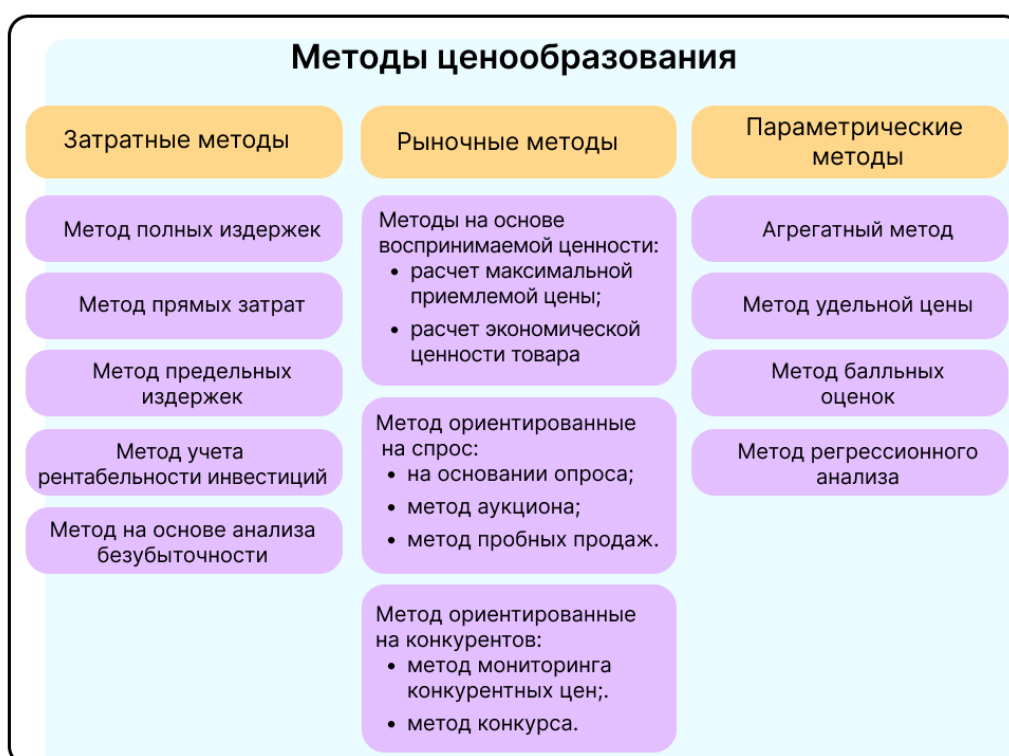 Методы ценообразования
Затратные методы
Метод полных издержек
Метод прямых затрат
Метод предельных
издержек
Метод учета
рентабельности инвестиций
Метод на основе анализа
безубыточности
Рыночные методы
Методы на основе
воспринимаемой ценности:
• расчет максимальной
приемлемой цены;
• расчет экономической
ценности товара
Метод ориентированные
на спрос:
• на основании опроса;
• метод аукциона;
• метод пробных продаж.
Метод ориентированные
на конкурентов:
• метод мониторинга
конкурентных цен;.
• метод конкурса.
Параметрические
методы
Агрегатный метод
Метод удельной цены
Метод балльных
оценок
Метод регрессионного
анализа